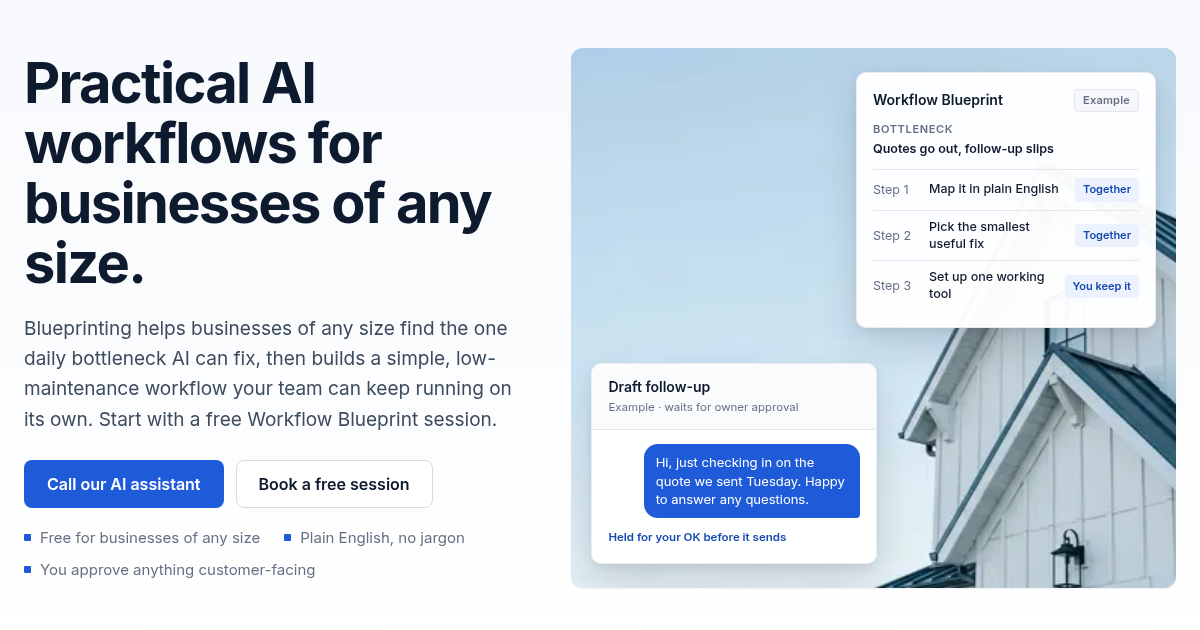 Practical AI
workflows for
businesses of any
size.
Blueprinting helps businesses of any size find the one
daily bottleneck AI can fix, then builds a simple, low-
maintenance workflow your team can keep running on
its own. Start with a free Workflow Blueprint session.
Call our AI assistant
Book a free session
Free for businesses of any size
Plain English, no jargon
You approve anything customer-facing
Workflow Blueprint
Example
BOTTLENECK
Quotes go out, follow-up slips
Step 1
Map it in plain English
Together
Step 2
Pick the smallest
useful fix
Together
Step 3
Set up one working
tool
You keep it
Draft follow-up
Example · waits for owner approval
Hi, just checking in on the
quote we sent Tuesday. Happy
to answer any questions.
Held for your OK before it sends